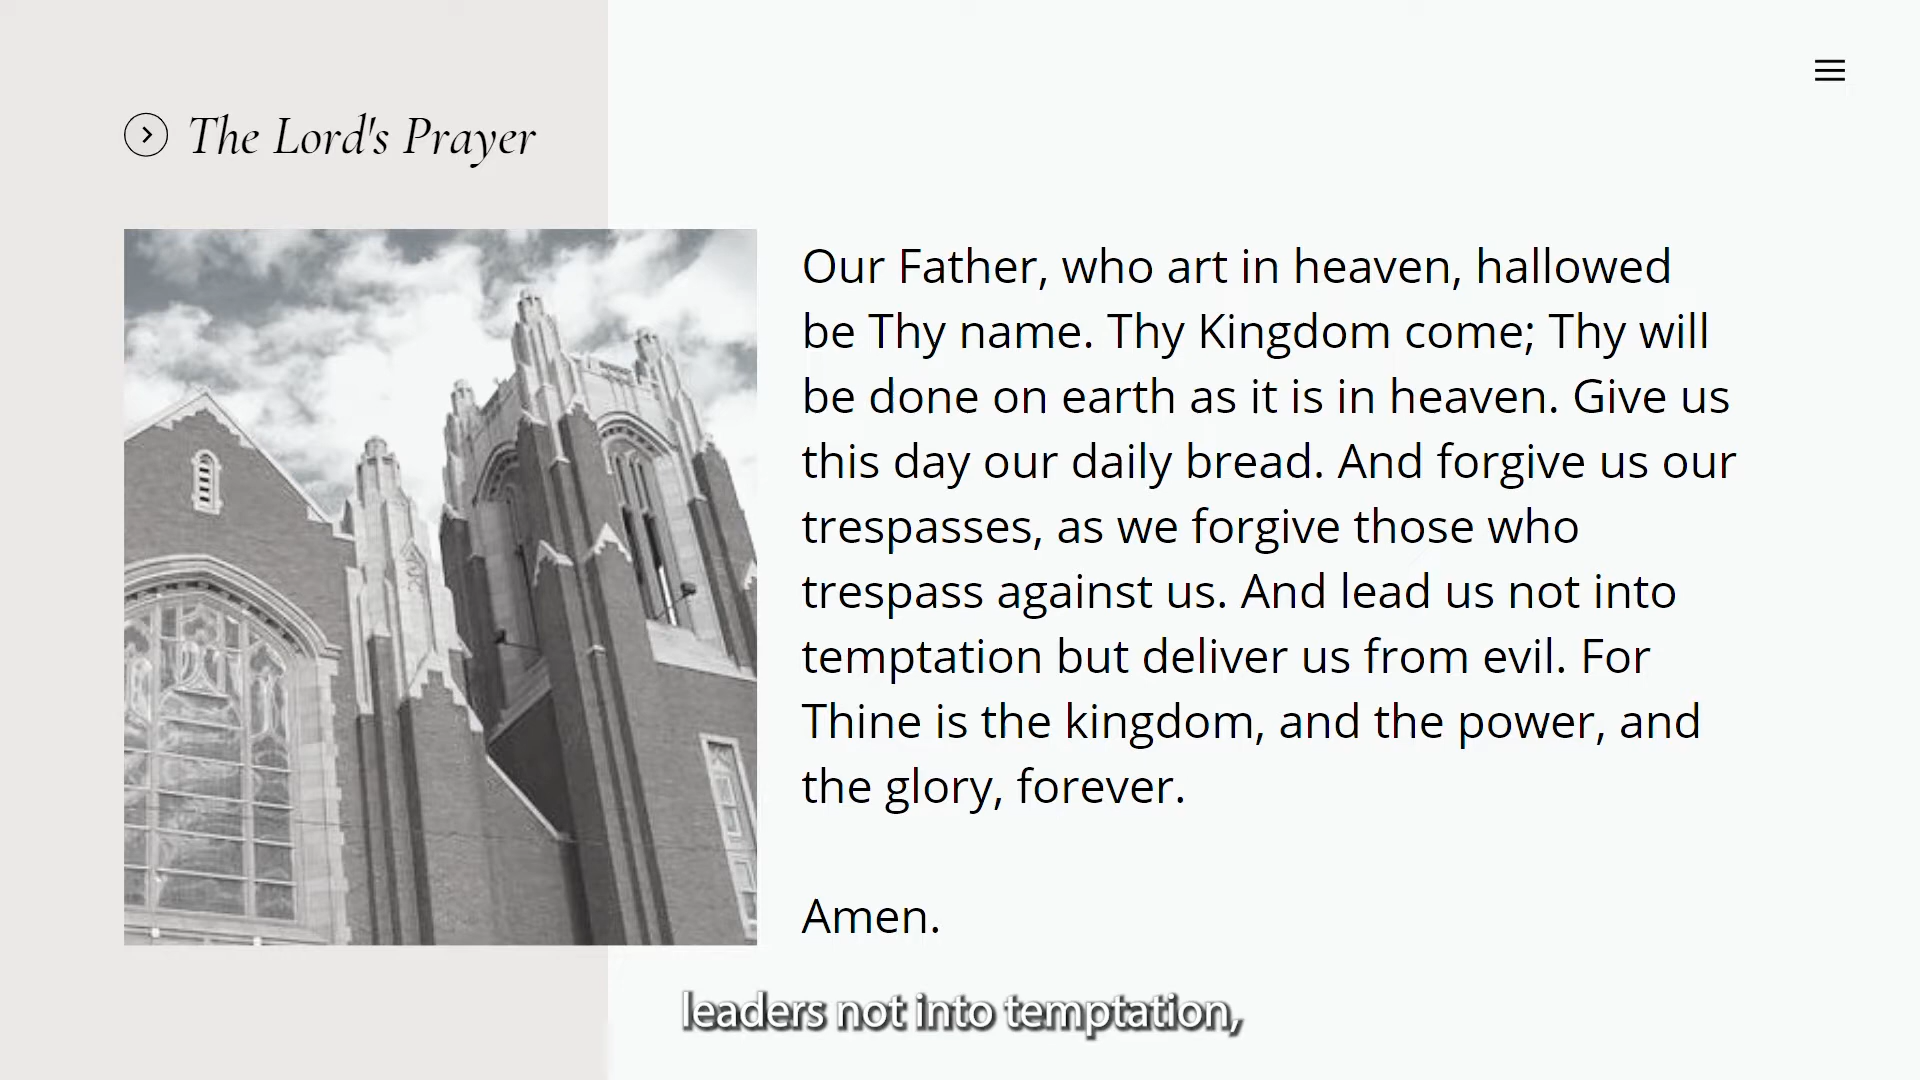 The Lord's Prayer
Our Father, who art in heaven, hallowed
be Thy name. Thy Kingdom come; Thy will
be done on earth as it is in heaven. Give us
this day our daily bread. And forgive us our
trespasses, as we forgive those who
trespass against us. And lead us not into
temptation but deliver us from evil. For
Thine is the kingdom, and the power, and
the glory, forever.
Amen.
leaders not into temptation,